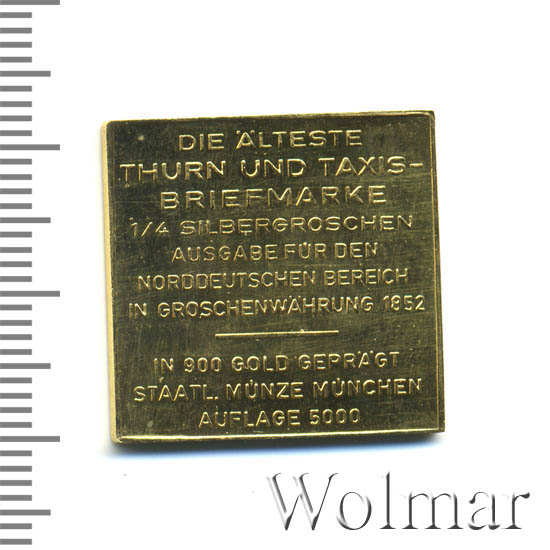 DIE ÄLTESTE
THURN UND TAXIS-
BRIEFMARKE
1/4 SILBERGROSCHEN
AUSGABE FÜR DEN
NORDDEUTSCHEN BEREICH
IN GROSCHENWÄHRUNG 1852
IN 900 GOLD GEPRÄGT
STAATL. MÜNZE MÜNCHEN
AUFLAGE 5000
Wolmar